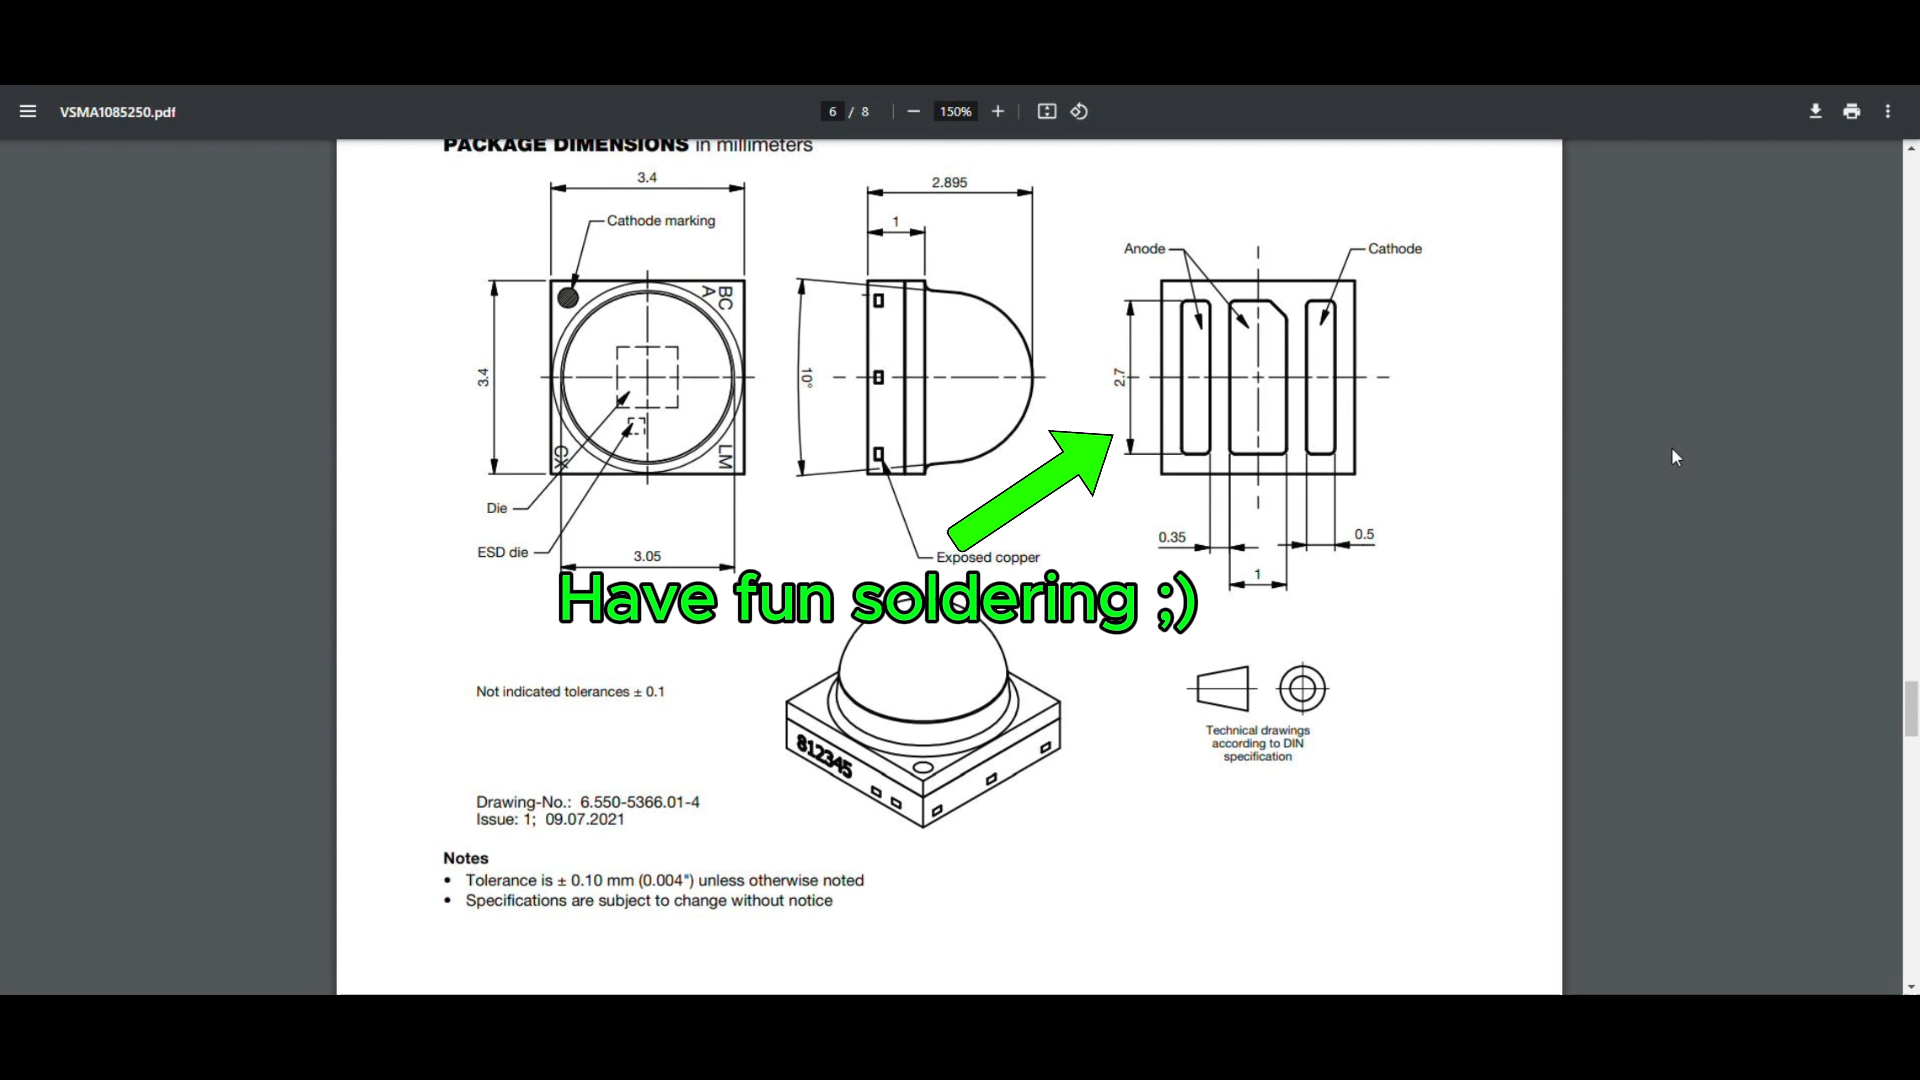 VSMA1085250.pdf
6 / 8
150%
PACKAGE DIMENSIONS in millimeters
3.4
Cathode marking
BC
A
3.4
CX
LM
Die
ESD die
3.05
2.895
1
10°
Exposed copper
Anode
Cathode
2.7
0.35
0.5
1
Have fun soldering ;)
Not indicated tolerances ± 0.1
812345
Technical drawings
according to DIN
specification
Drawing-No.: 6.550-5366.01-4
Issue: 1; 09.07.2021
Notes
• Tolerance is ± 0.10 mm (0.004") unless otherwise noted
• Specifications are subject to change without notice